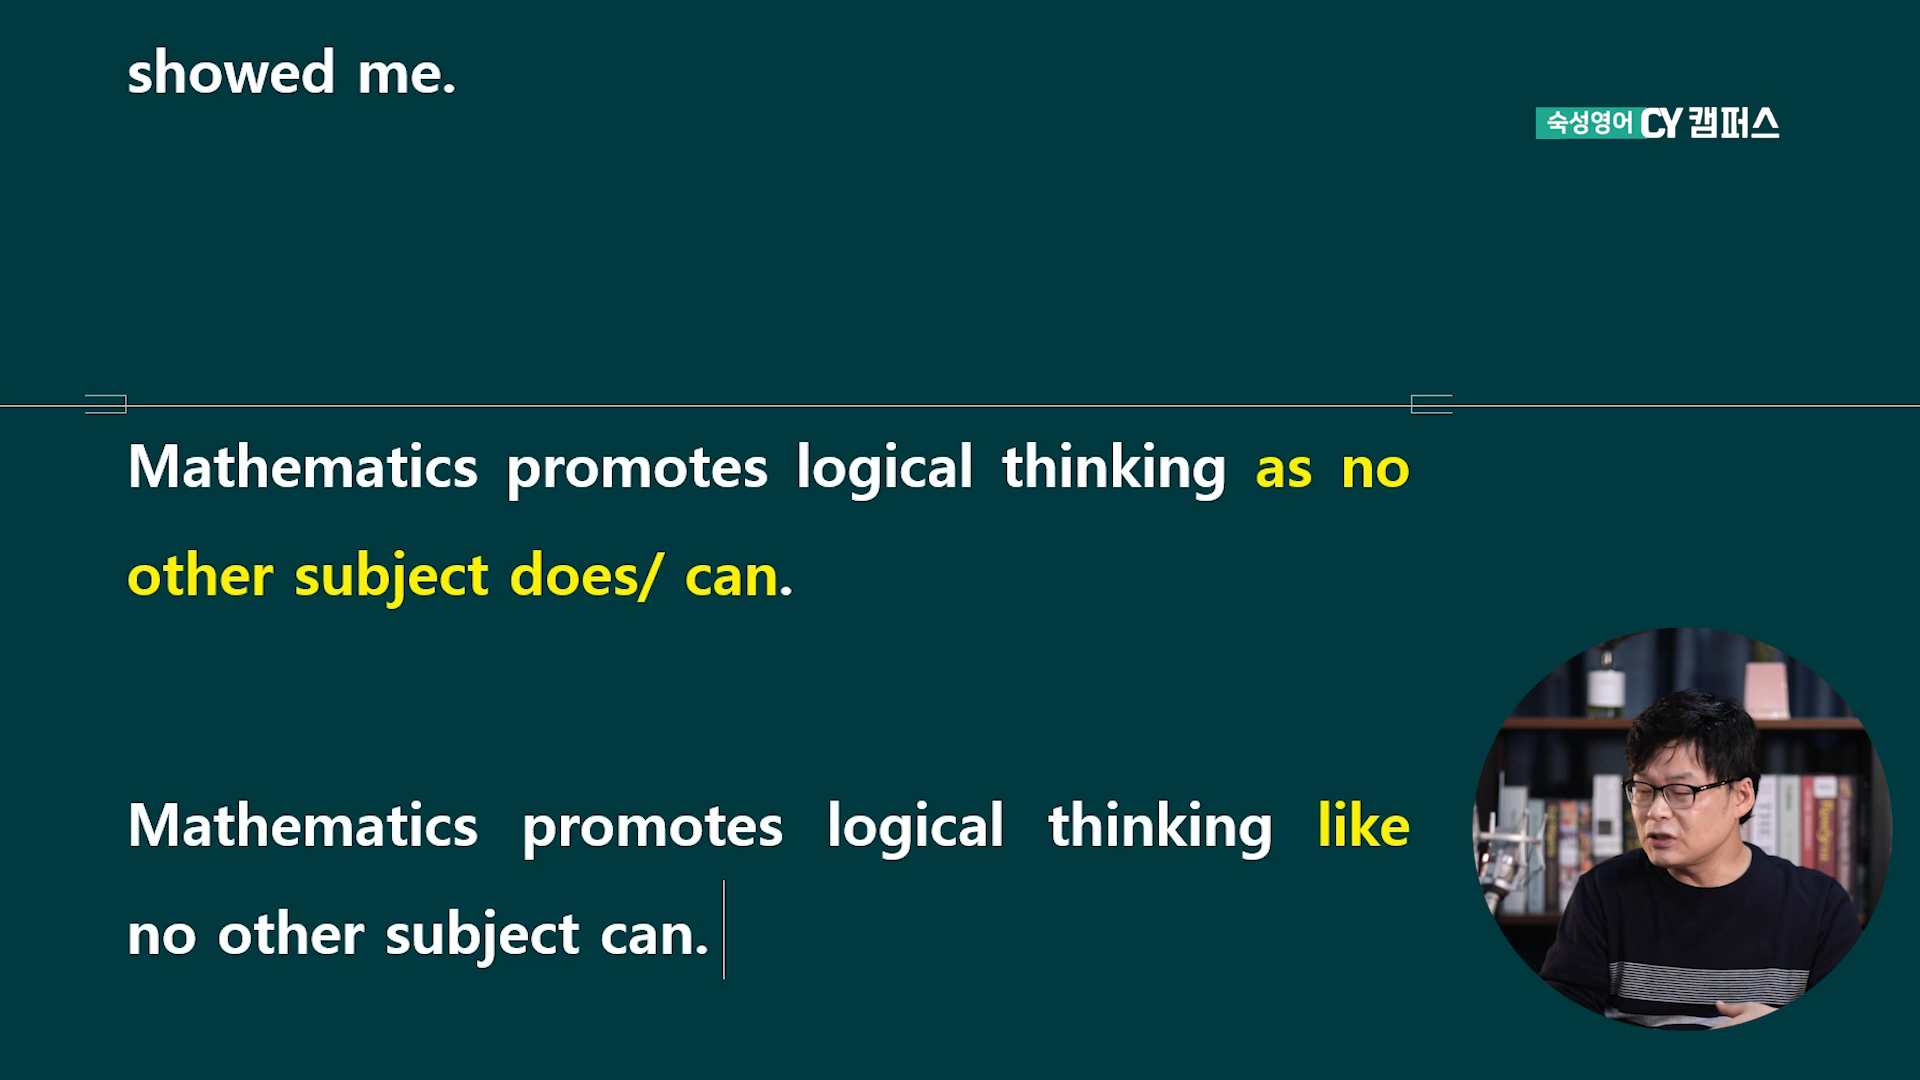 showed me.
숙성영어 CY 캠퍼스
Mathematics promotes logical thinking as no
other subject does/ can.
Mathematics promotes logical thinking like
no other subject can.